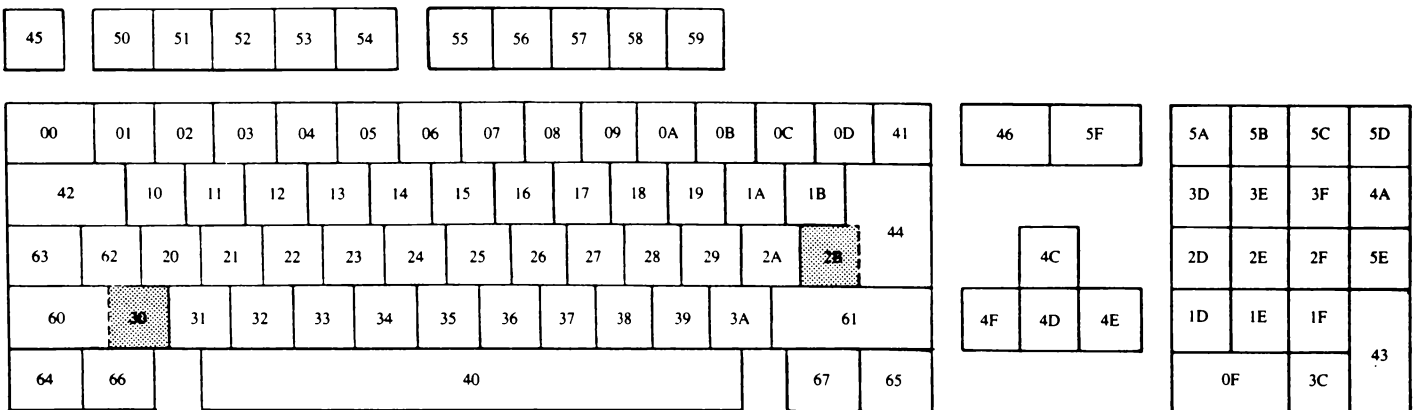 45 50 51 52 53 54 55 56 57 58 59
00 01 02 03 04 05 06 07 08 09 0A 0B 0C 0D 41 46 5F 5A 5B 5C 5D
42 10 11 12 13 14 15 16 17 18 19 1A 1B 3D 3E 3F 4A
63 62 20 21 22 23 24 25 26 27 28 29 2A 2B 44 4C 2D 2E 2F 5E
60 30 31 32 33 34 35 36 37 38 39 3A 61 4F 4D 4E 1D 1E 1F 43
64 66 40 67 65 0F 3C